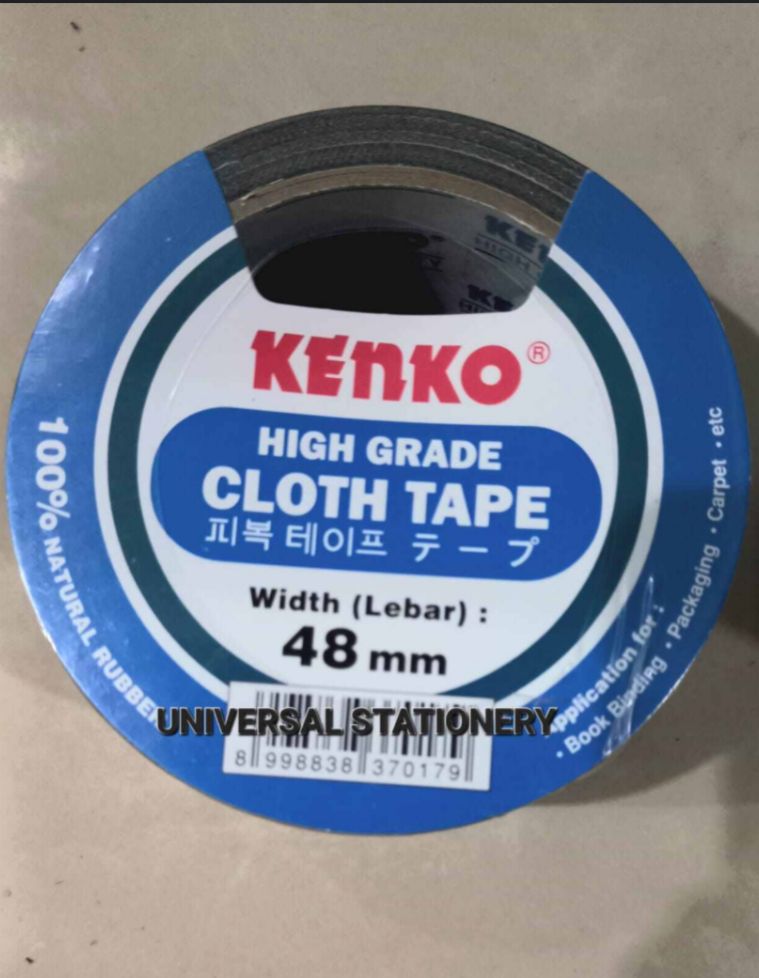 KENKO®
HIGH GRADE
CLOTH TAPE
피복 테이프 テープ
Width (Lebar) :
48 mm
100% NATURAL RUBBER
Application for :
• Book Binding • Packaging • Carpet • etc
UNIVERSAL STATIONERY
8 998838 370179